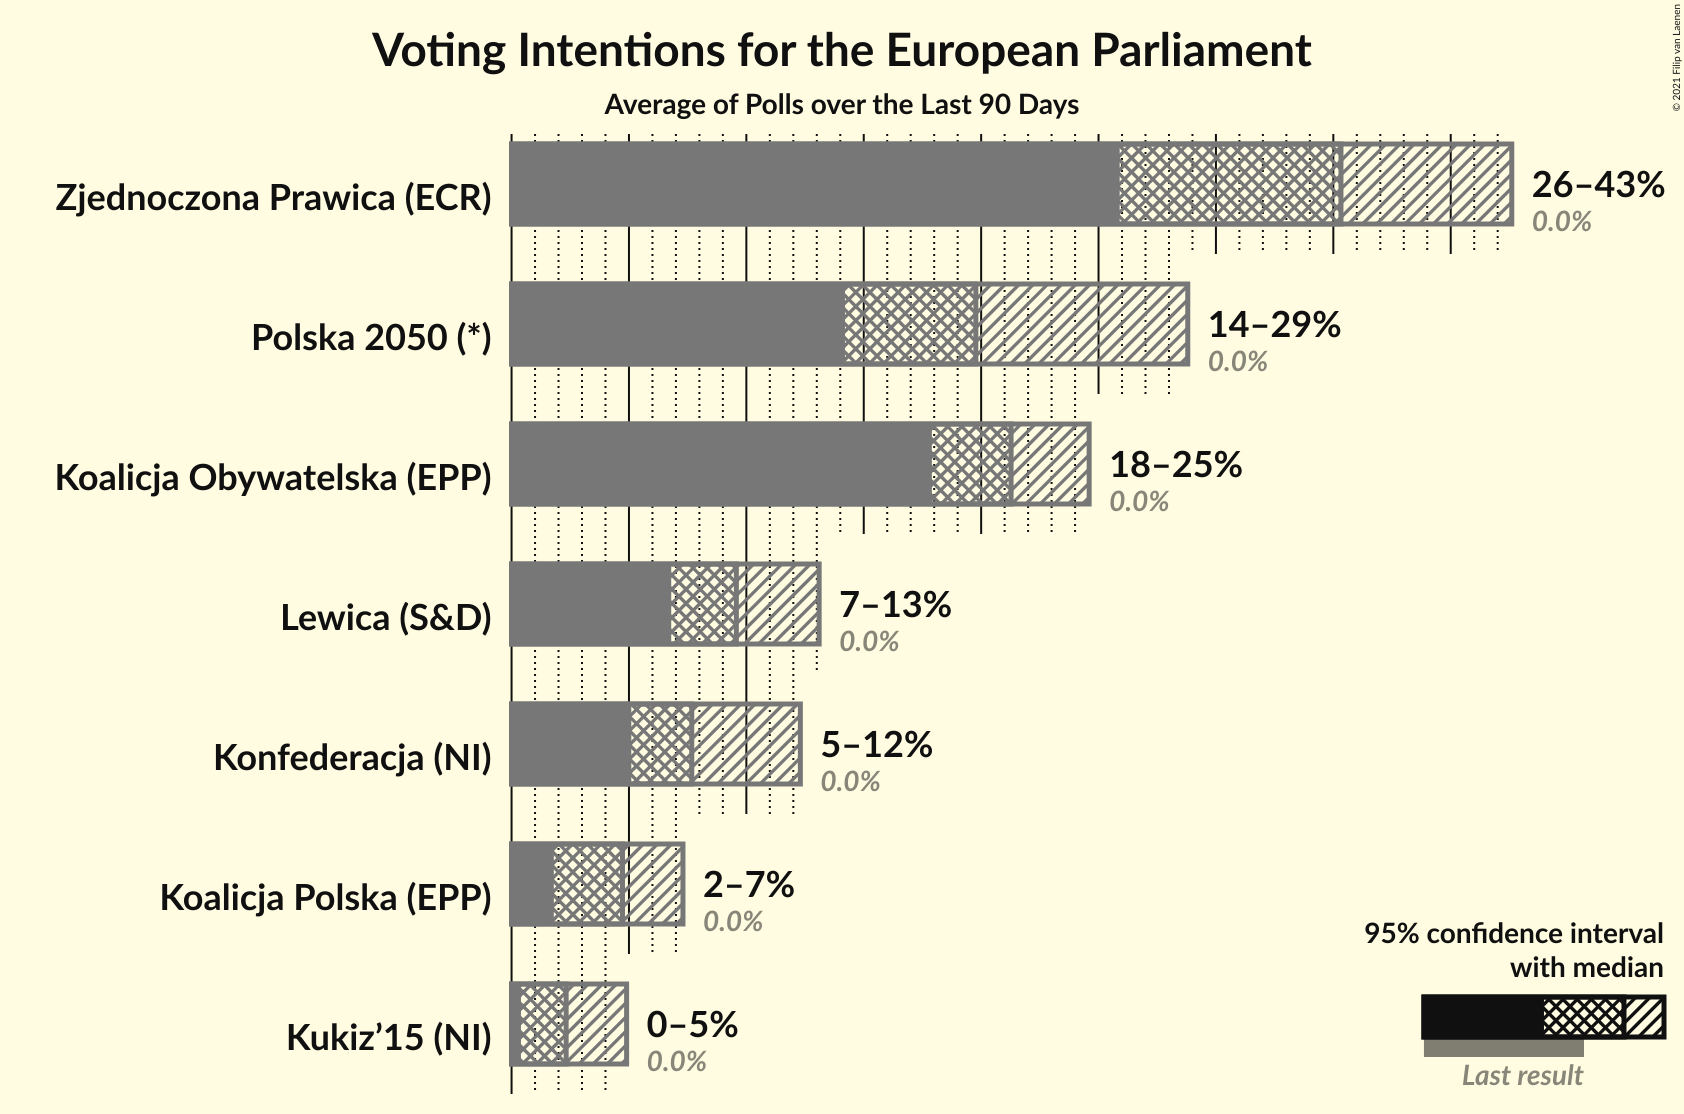 © 2021 Filip van Laenen
Voting Intentions for the European Parliament
Average of Polls over the Last 90 Days
Zjednoczona Prawica (ECR)
26–43%
0.0%
Polska 2050 (*)
14–29%
0.0%
Koalicja Obywatelska (EPP)
18–25%
0.0%
Lewica (S&D)
7–13%
0.0%
Konfederacja (NI)
5–12%
0.0%
Koalicja Polska (EPP)
2–7%
0.0%
Kukiz’15 (NI)
0–5%
0.0%
95% confidence interval
with median
Last result